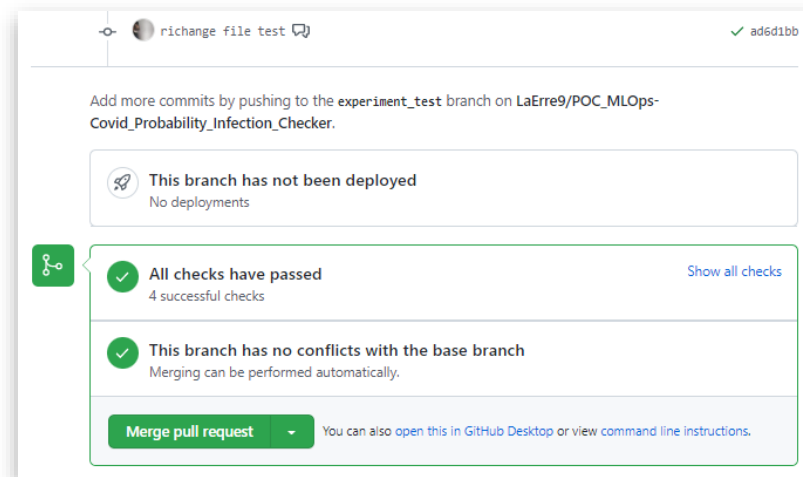 richange file test ad6d1bb
Add more commits by pushing to the experiment_test branch on LaErre9/POC_MLOps-
Covid_Probability_Infection_Checker.
This branch has not been deployed
No deployments
All checks have passed Show all checks
4 successful checks
This branch has no conflicts with the base branch
Merging can be performed automatically.
Merge pull request You can also open this in GitHub Desktop or view command line instructions.